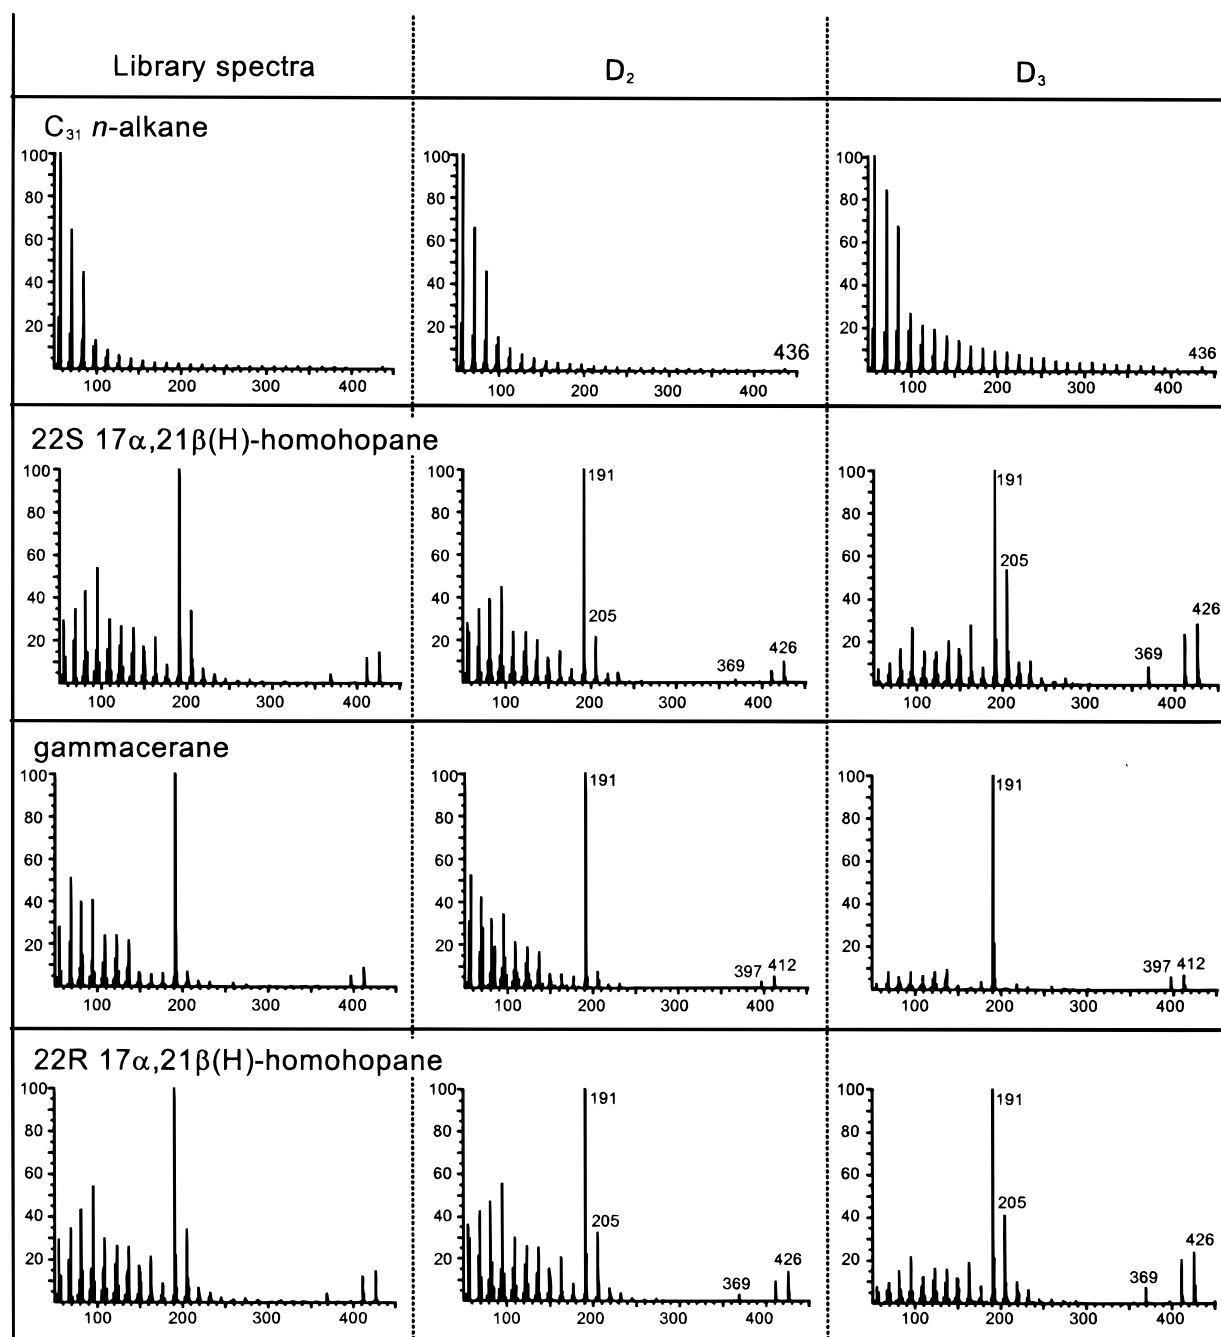 Library spectra D₂ D₃
C₃₁ n-alkane
100 100 100
80 80 80
60 60 60
40 40 40
20 20 20
436 436
100 200 300 400 100 200 300 400 100 200 300 400
22S 17α,21β(H)-homohopane
100 100 100
191 191
80 80 80
60 60 60
205
40 40 40
205 426
20 20 20
369 426 369
100 200 300 400 100 200 300 400 100 200 300 400
gammacerane
100 100 100
191 191
80 80 80
60 60 60
40 40 40
20 20 20
397 412 397 412
100 200 300 400 100 200 300 400 100 200 300 400
22R 17α,21β(H)-homohopane
100 100 100
191 191
80 80 80
60 60 60
40 40 40
205 205
20 20 20
369 426 369 426
100 200 300 400 100 200 300 400 100 200 300 400